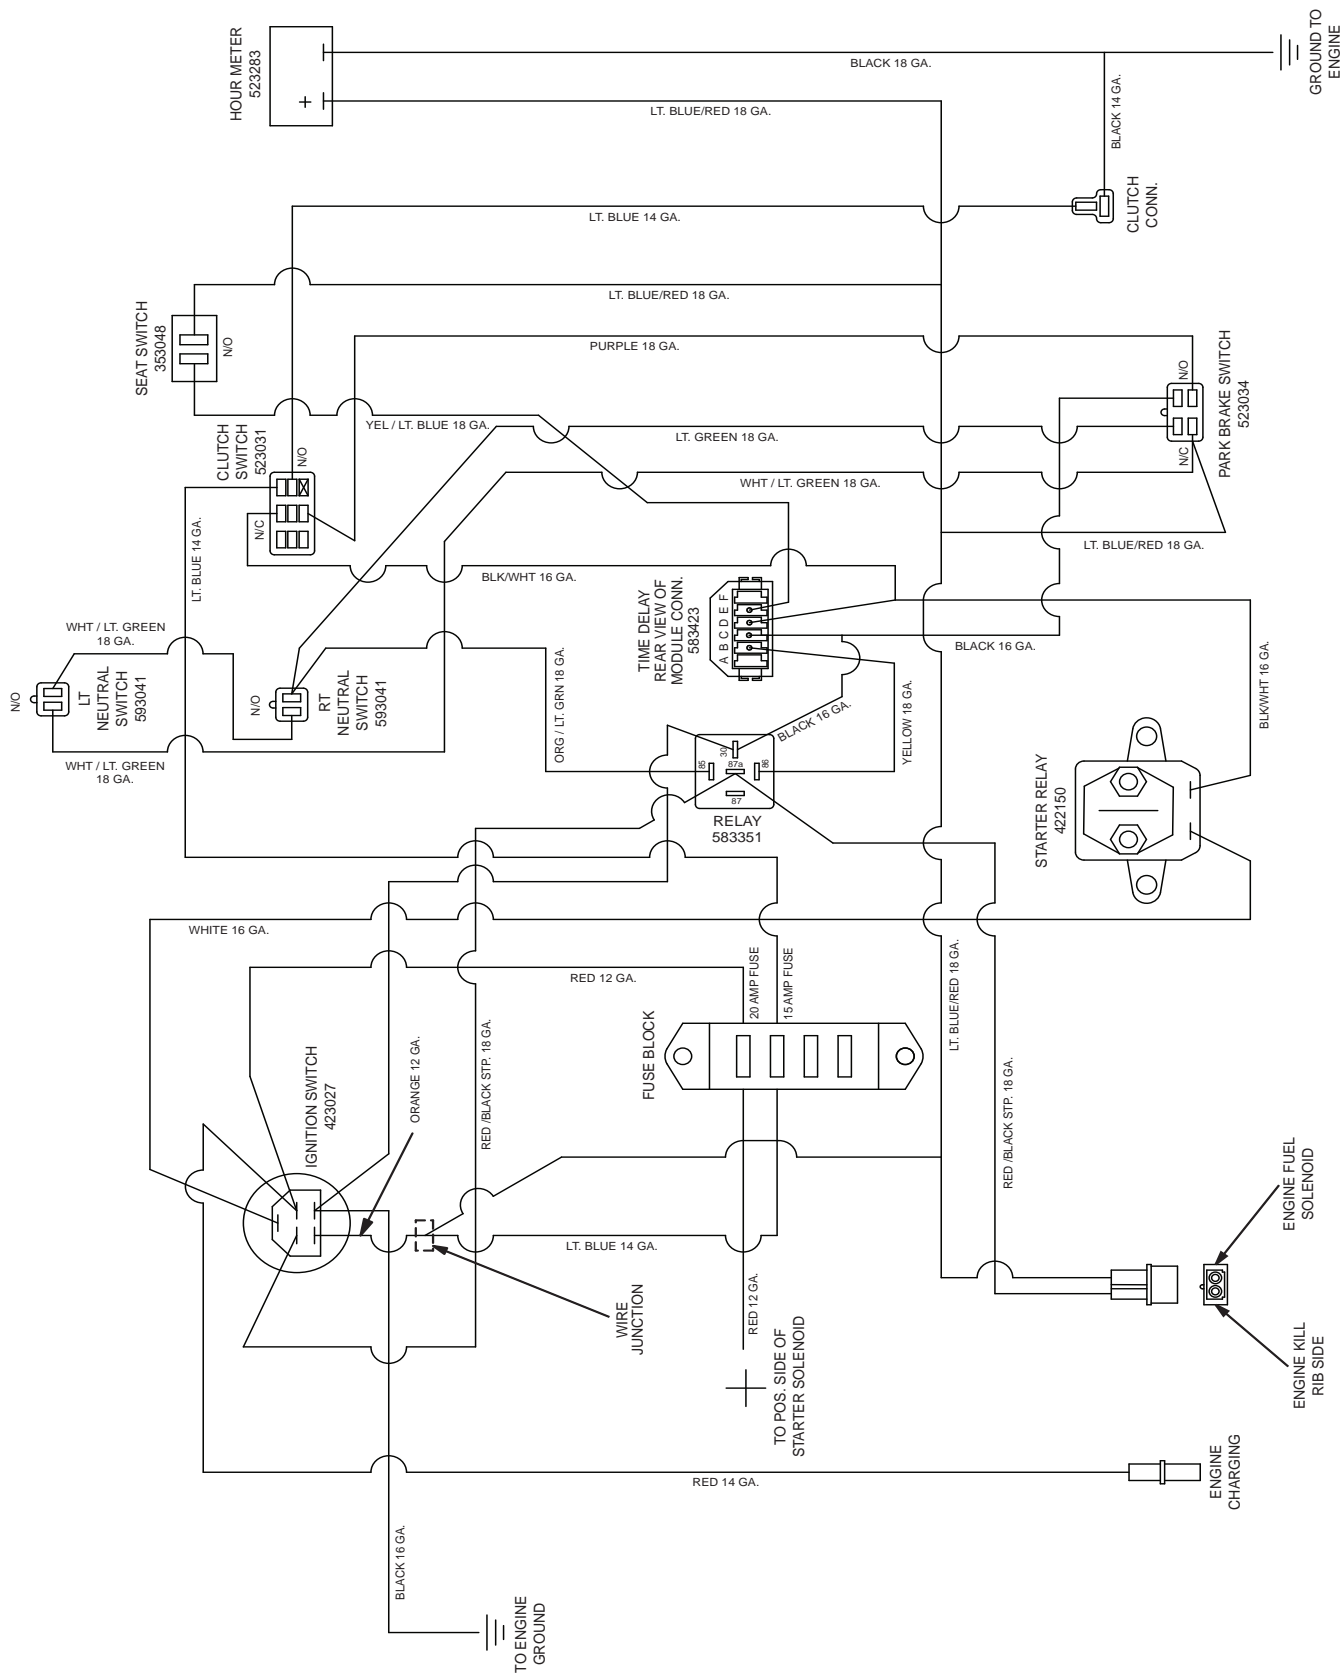 HOUR METER
523283
+
BLACK 18 GA.
GROUND TO
ENGINE
LT. BLUE/RED 18 GA.
BLACK 14 GA.
CLUTCH
CONN.
LT. BLUE 14 GA.
SEAT SWITCH
353048
N/O
LT. BLUE/RED 18 GA.
PURPLE 18 GA.
N/O
PARK BRAKE SWITCH
523034
N/C
CLUTCH
SWITCH
523031
N/O
N/C
YEL / LT. BLUE 18 GA.
LT. GREEN 18 GA.
WHT / LT. GREEN 18 GA.
LT. BLUE/RED 18 GA.
LT. BLUE 14 GA.
BLK/WHT 16 GA.
TIME DELAY
REAR VIEW OF
MODULE CONN.
583423
A B C D E F
BLACK 16 GA.
WHT / LT. GREEN
18 GA.
N/O
LT
NEUTRAL
SWITCH
593041
N/O
RT
NEUTRAL
SWITCH
593041
WHT / LT. GREEN
18 GA.
ORG / LT. GRN 18 GA.
BLACK 16 GA.
YELLOW 18 GA.
BLK/WHT 16 GA.
30
85
87a
86
87
RELAY
583351
STARTER RELAY
422150
WHITE 16 GA.
RED 12 GA.
20 AMP FUSE
15 AMP FUSE
LT. BLUE/RED 18 GA.
FUSE BLOCK
IGNITION SWITCH
423027
ORANGE 12 GA.
RED /BLACK STP. 18 GA.
RED /BLACK STP. 18 GA.
LT. BLUE 14 GA.
WIRE
JUNCTION
RED 12 GA.
TO POS. SIDE OF
STARTER SOLENOID
ENGINE FUEL
SOLENOID
ENGINE KILL
RIB SIDE
RED 14 GA.
ENGINE
CHARGING
BLACK 16 GA.
TO ENGINE
GROUND